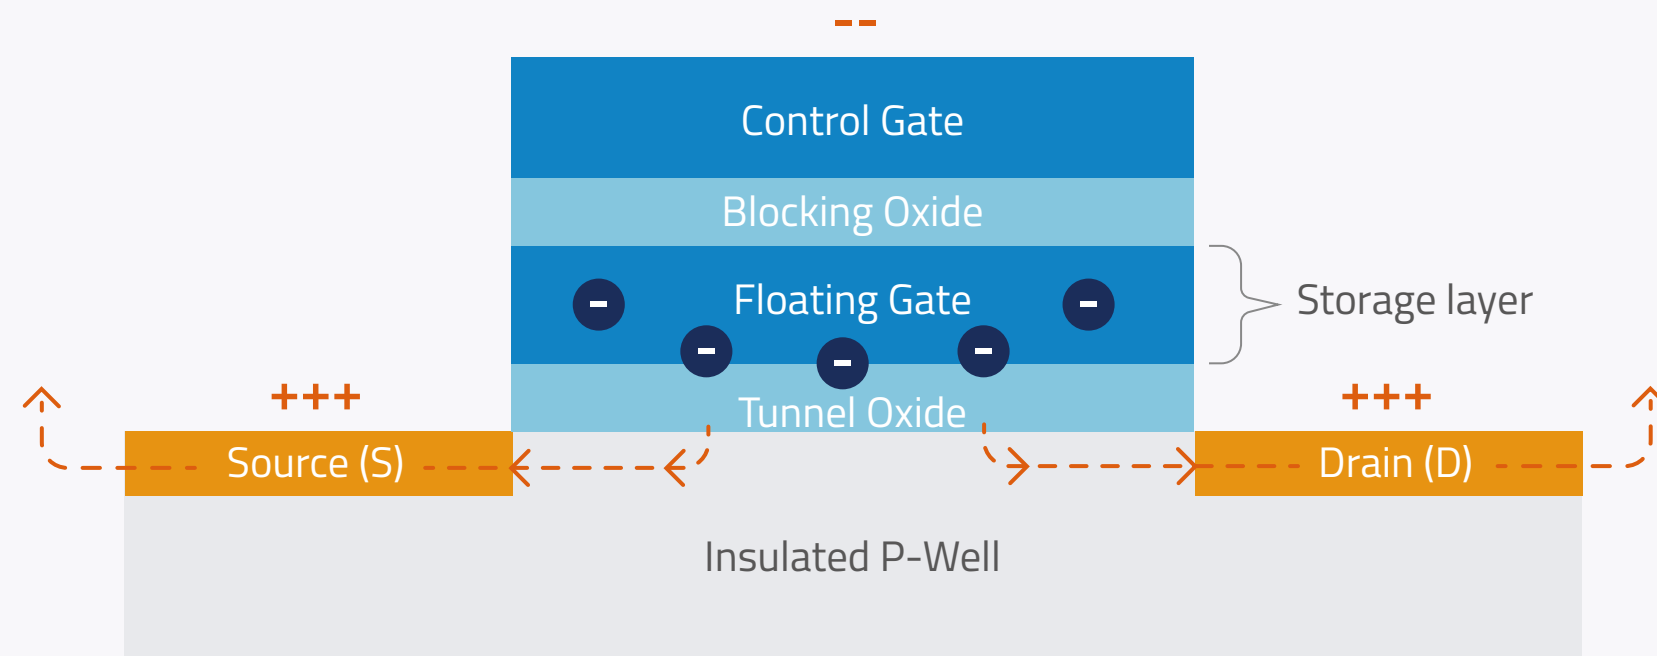 --
Control Gate
Blocking Oxide
- Floating Gate -
- - -
Storage layer
+++
+++
Tunnel Oxide
Source (S)
Drain (D)
Insulated P-Well